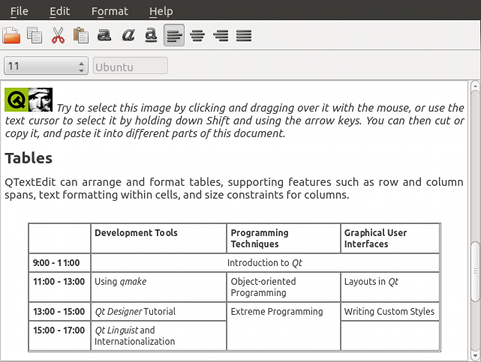 File Edit Format Help
11 Ubuntu
Try to select this image by clicking and dragging over it with the mouse, or use the
text cursor to select it by holding down Shift and using the arrow keys. You can then cut or
copy it, and paste it into different parts of this document.
Tables
QTextEdit can arrange and format tables, supporting features such as row and column
spans, text formatting within cells, and size constraints for columns.
Development Tools Programming Techniques Graphical User Interfaces
9:00 - 11:00 Introduction to Qt
11:00 - 13:00 Using qmake Object-oriented Programming Layouts in Qt
13:00 - 15:00 Qt Designer Tutorial Extreme Programming Writing Custom Styles
15:00 - 17:00 Qt Linguist and Internationalization